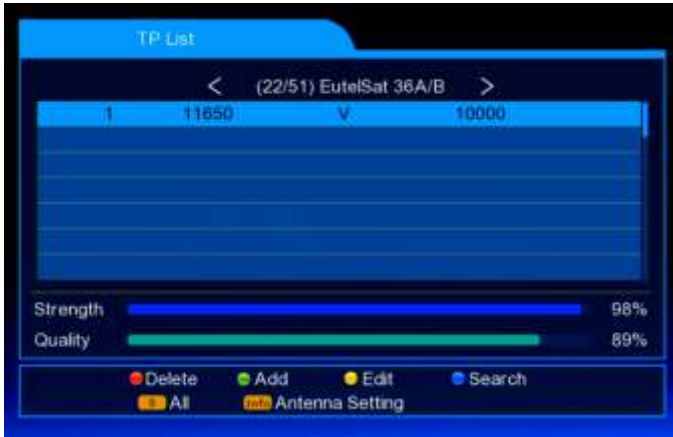 TP List
< (22/51) EutelSat 36A/B >
1 11650 V 10000
Strength 98%
Quality 89%
Delete Add Edit Search
All Info Antenna Setting